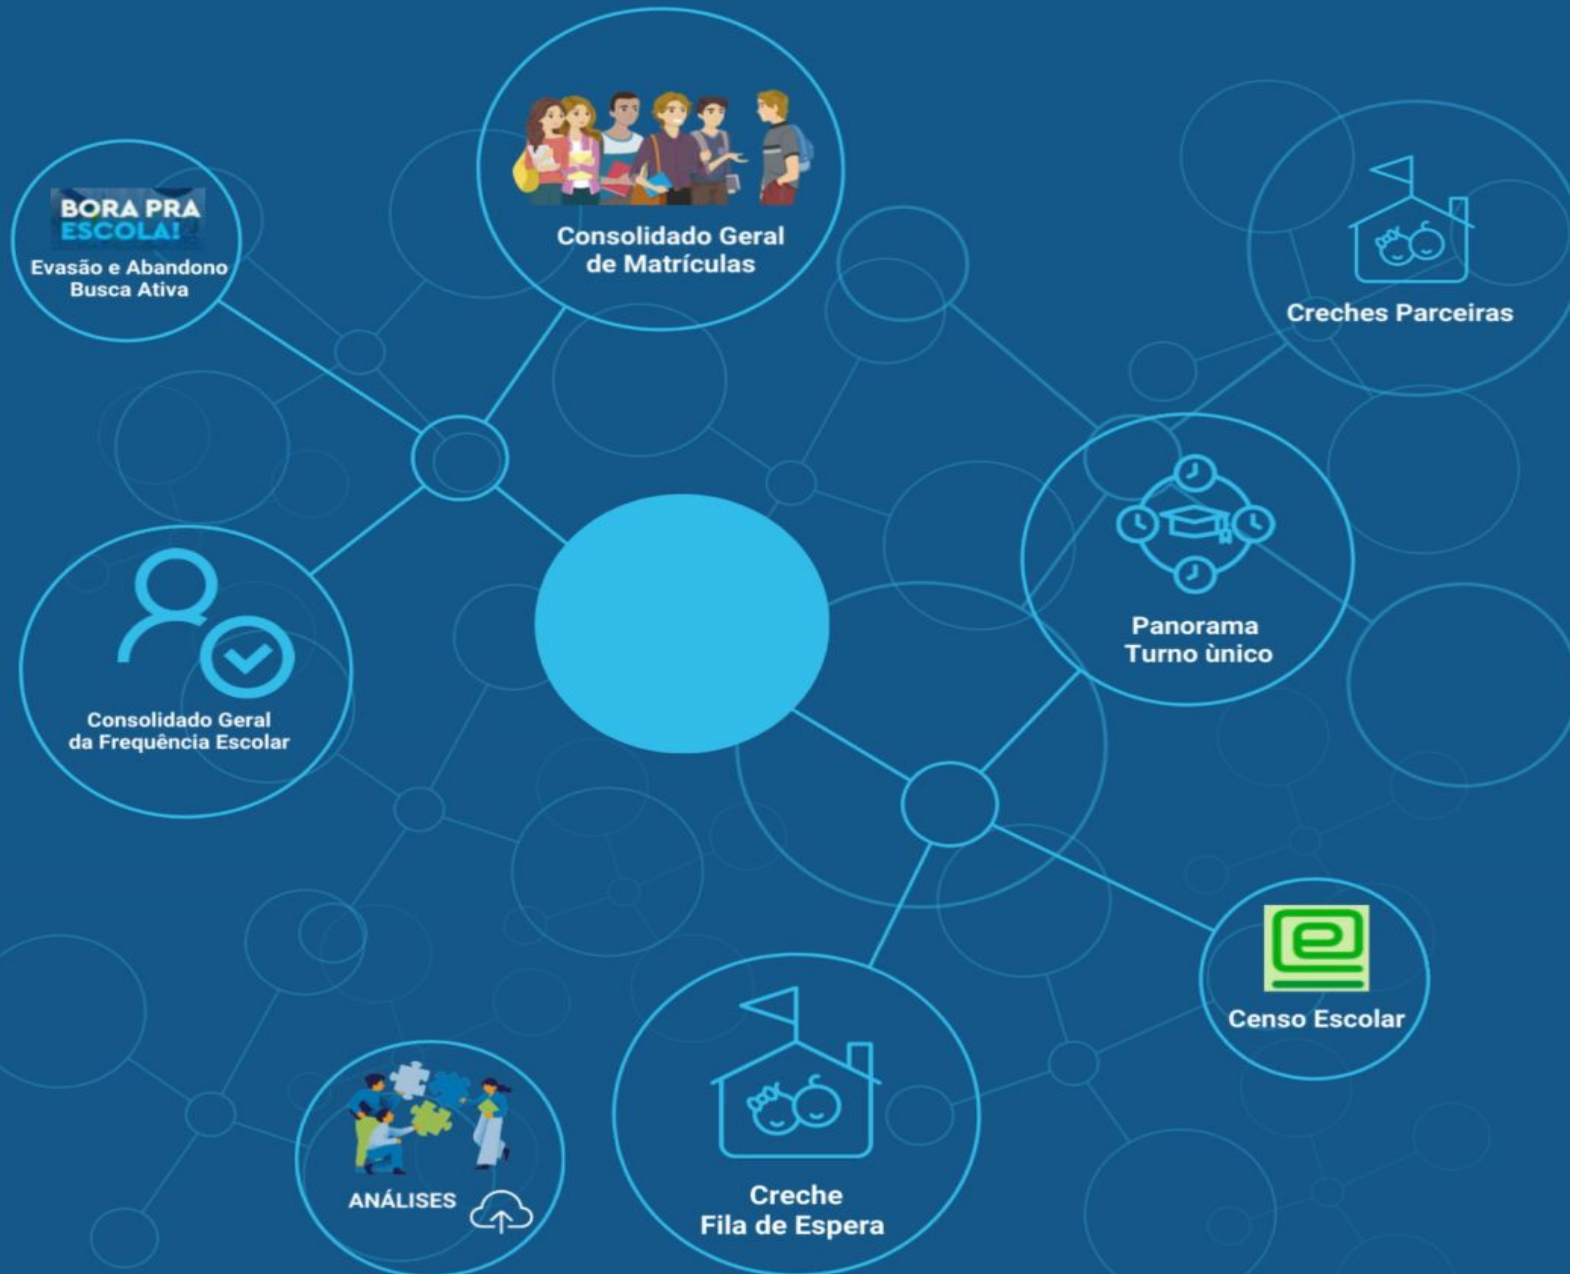 BORA PRA
ESCOLA!
Evasão e Abandono
Busca Ativa
Consolidado Geral
de Matrículas
Creches Parceiras
Consolidado Geral
da Frequência Escolar
Panorama
Turno ùnico
Censo Escolar
ANÁLISES
Creche
Fila de Espera